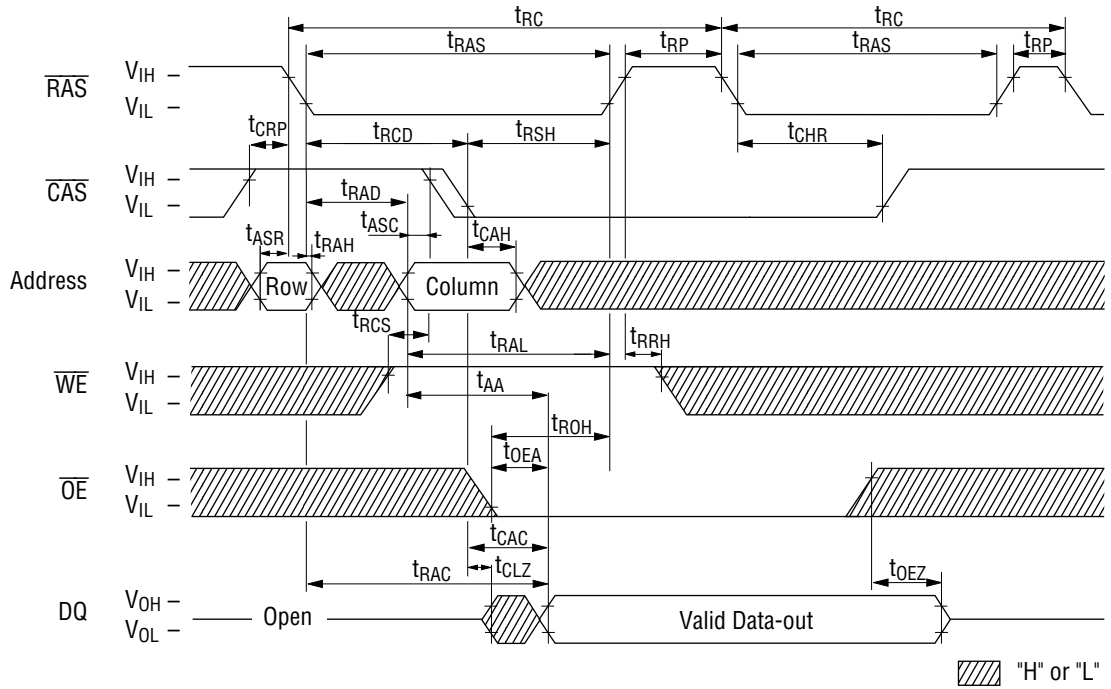 tRC tRC
tRAS tRP tRAS tRP
RAS VIH
VIL
tCRP tRCD tRSH tCHR
CAS VIH
VIL
tRAD
tASC tCAH
tASR tRAH
Address VIH
VIL
Row Column
tRCS tRAL tRRH
WE VIH
VIL
tAA
tROH
tOEA
OE VIH
VIL
tCAC
tRAC tCLZ tOEZ
DQ VOH
VOL
Open Valid Data-out
"H" or "L"